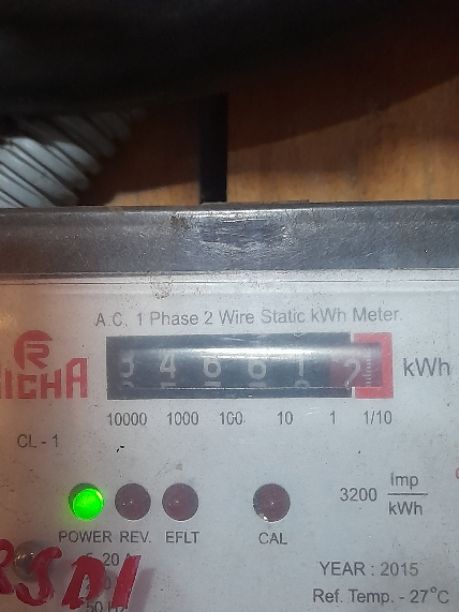 A.C. 1 Phase 2 Wire Static kWh Meter.
3 4 6 6 1 2 kWh
10000 1000 100 10 1 1/10
CL - 1
3200 Imp/kWh
POWER REV. EFLT CAL
YEAR : 2015
Ref. Temp. - 27°C